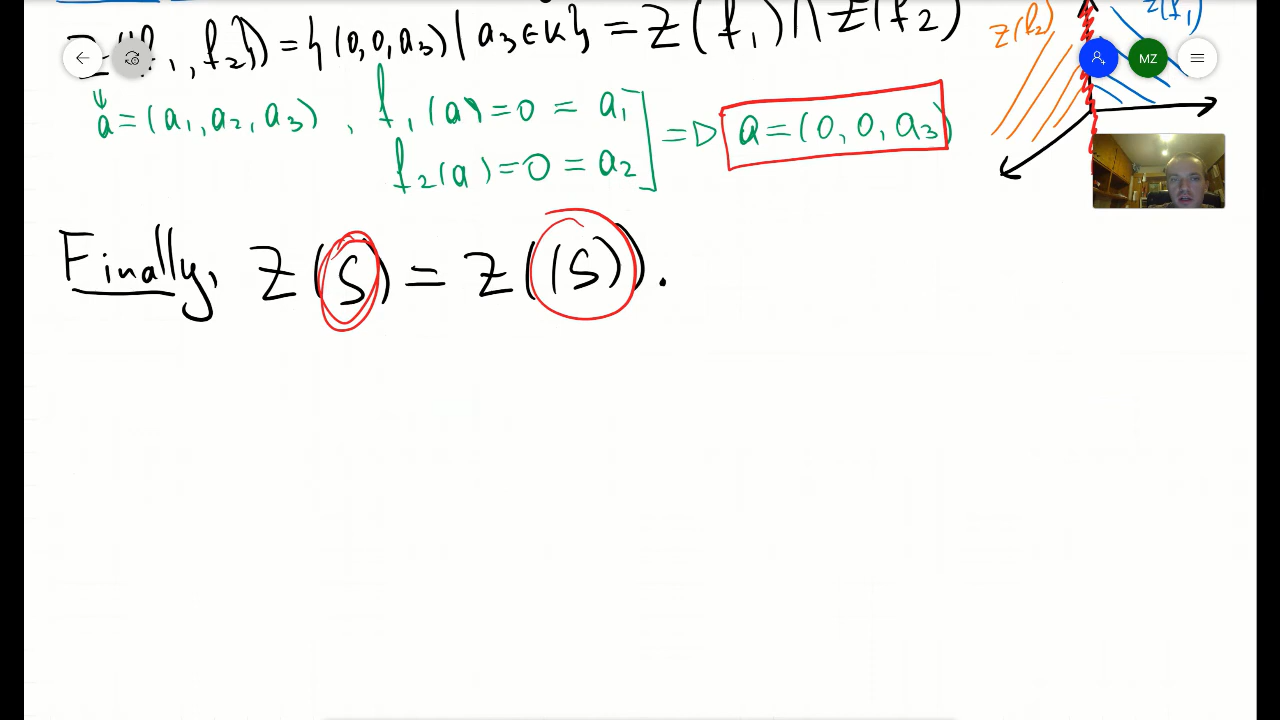 Z({f₁, f₂}) = {(0,0,a₃) | a₃ ∈ K} = Z(f₁) ∩ Z(f₂)
Z(f₂)
Z(f₁)
MZ
a = (a₁, a₂, a₃) , f₁(a) = 0 = a₁
f₂(a) = 0 = a₂ ] => a = (0, 0, a₃)
Finally, Z(S) = Z((S)).